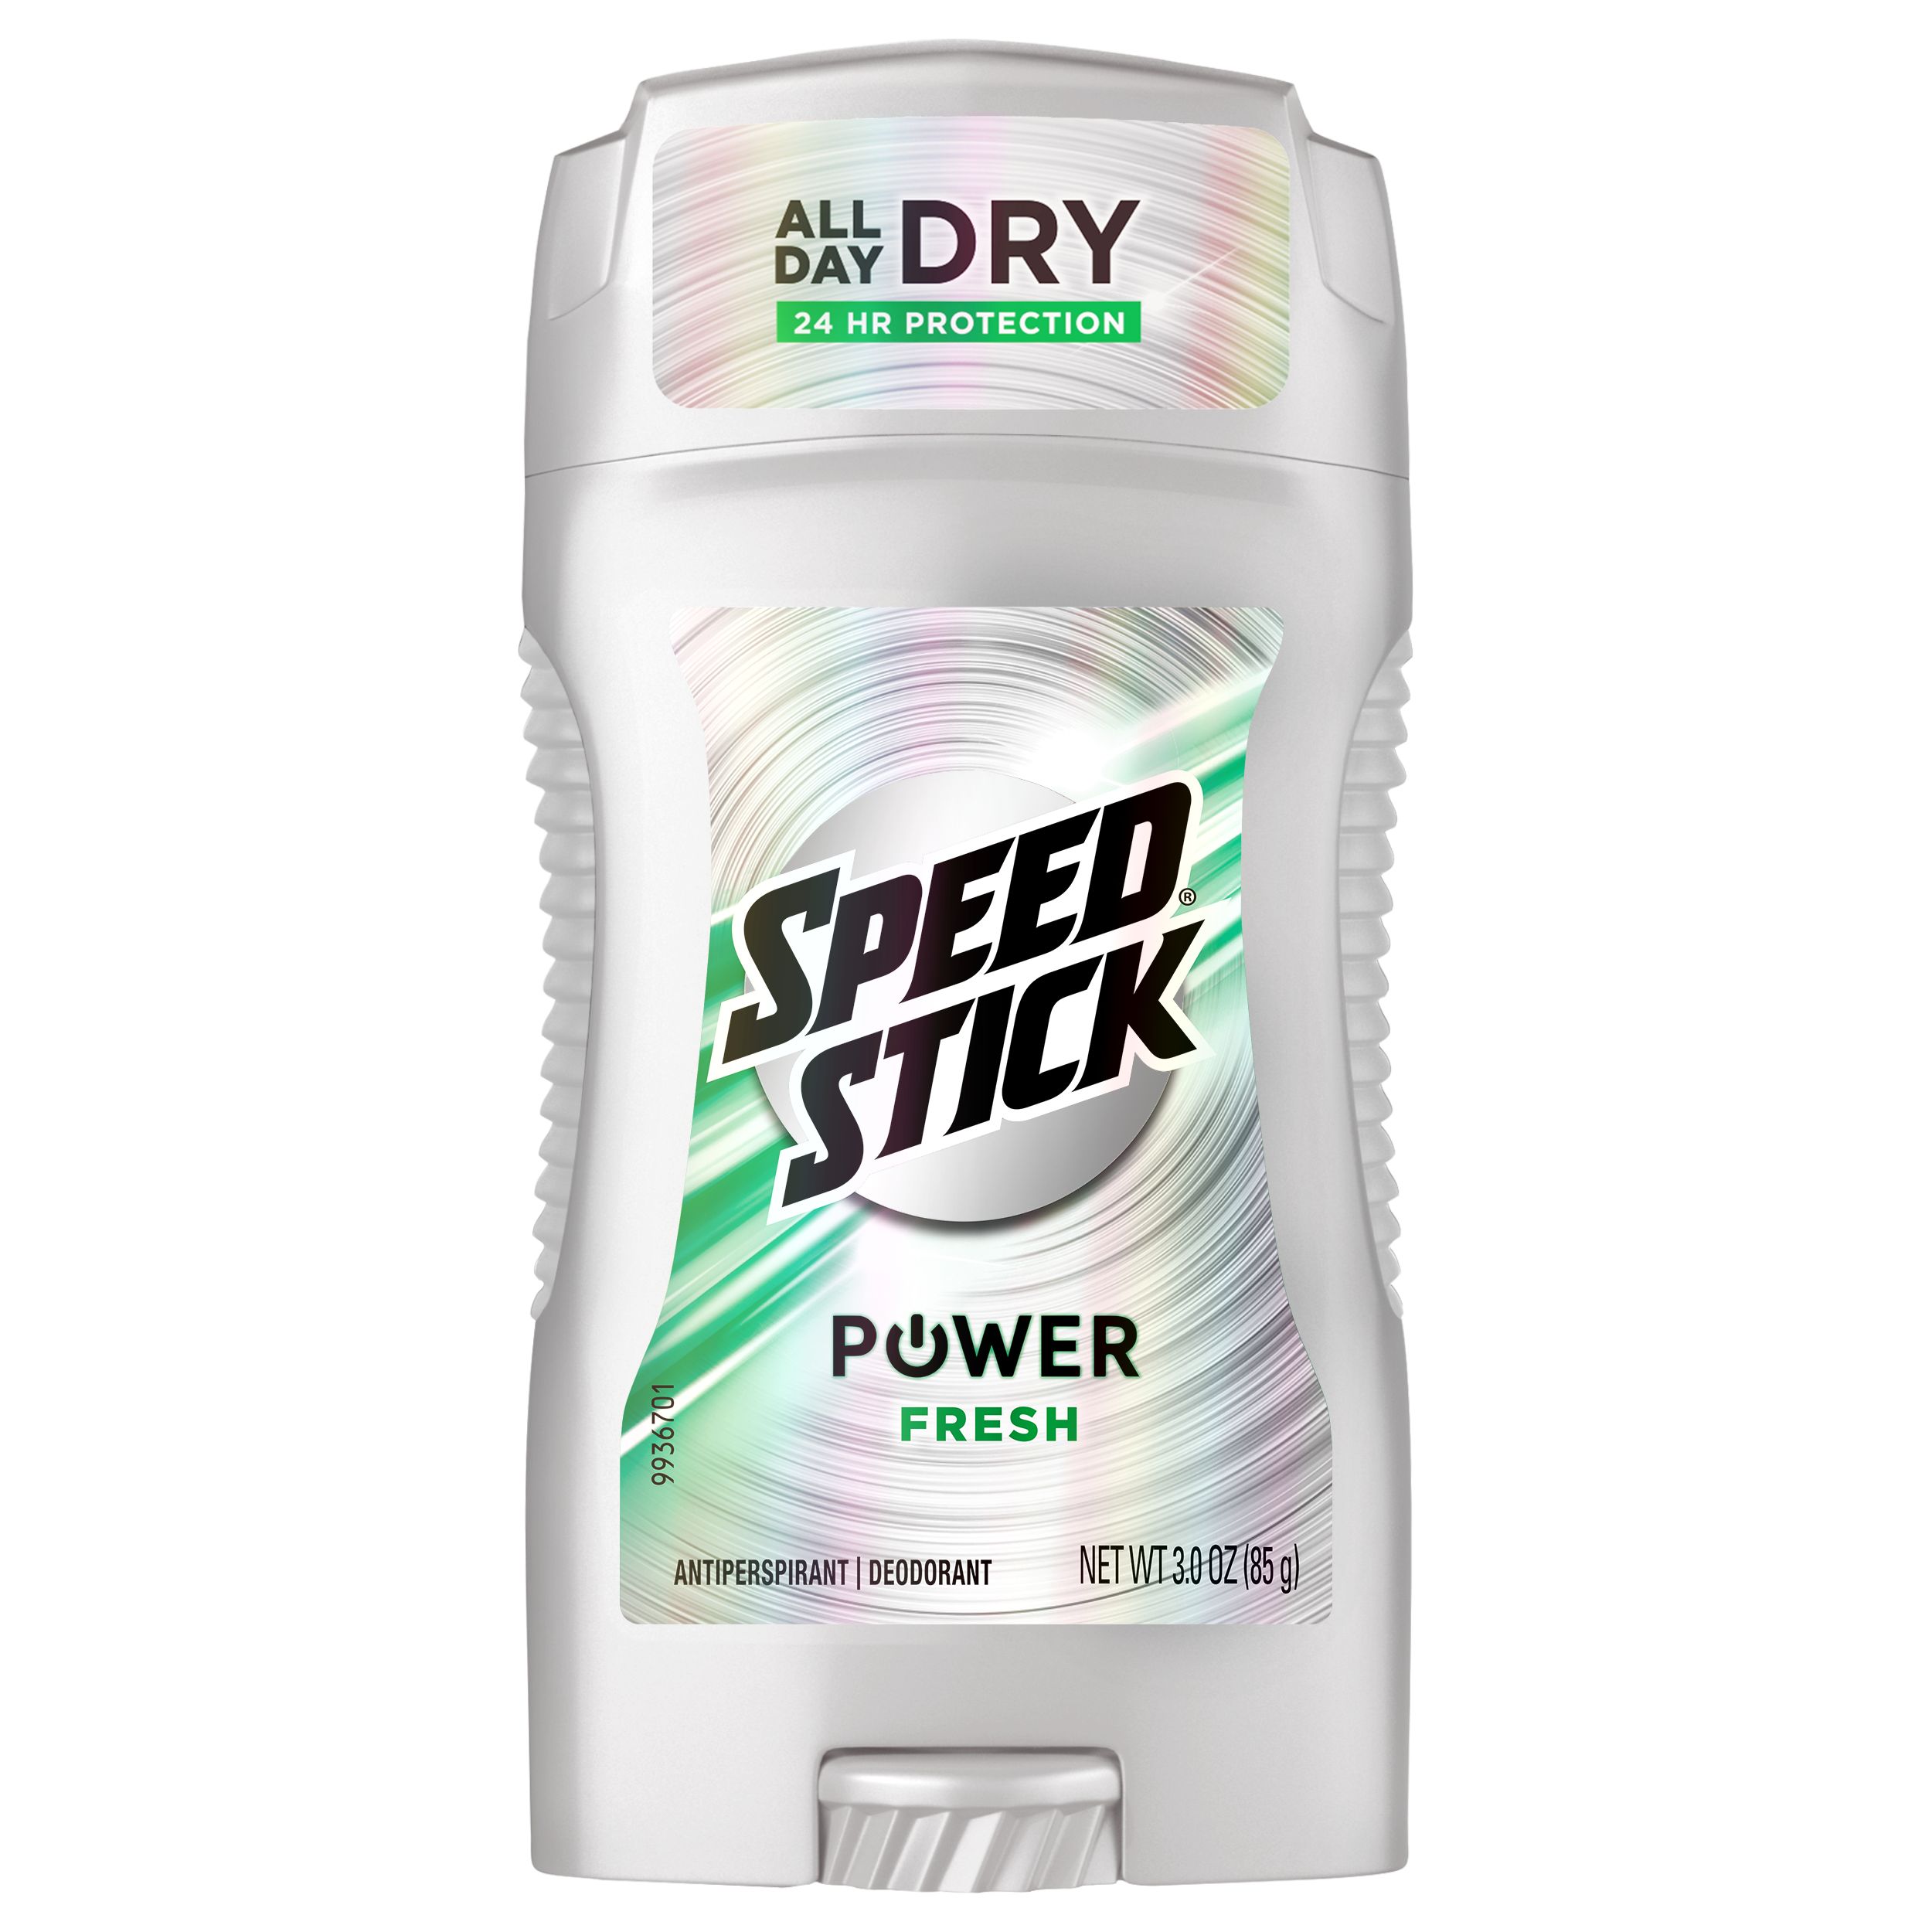 ALL DAY DRY
24 HR PROTECTION
SPEED
STICK®
POWER
FRESH
9936701
ANTIPERSPIRANT | DEODORANT
NET WT 3.0 OZ (85 g)